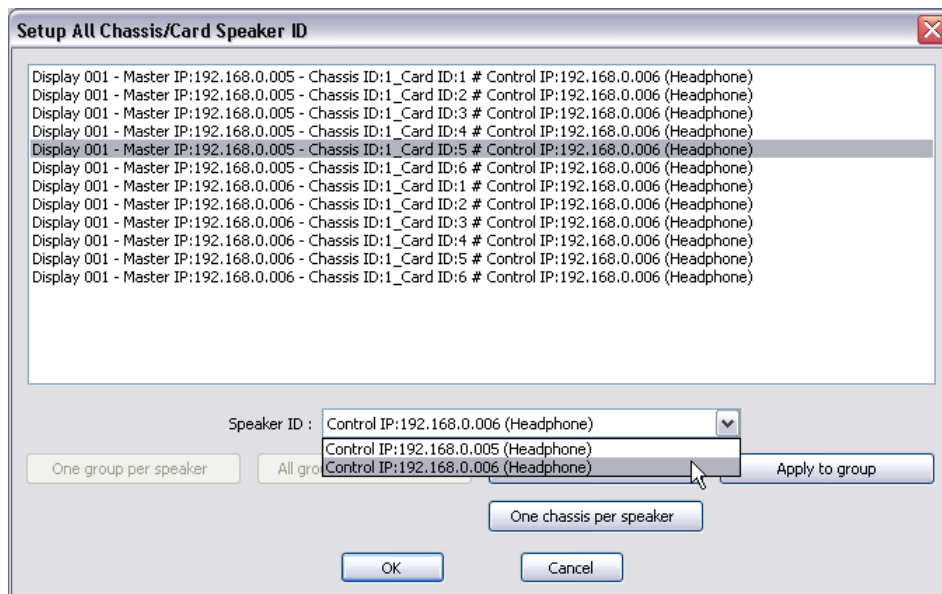 Setup All Chassis/Card Speaker ID
Display 001 - Master IP:192.168.0.005 - Chassis ID:1_Card ID:1 # Control IP:192.168.0.006 (Headphone)
Display 001 - Master IP:192.168.0.005 - Chassis ID:1_Card ID:2 # Control IP:192.168.0.006 (Headphone)
Display 001 - Master IP:192.168.0.005 - Chassis ID:1_Card ID:3 # Control IP:192.168.0.006 (Headphone)
Display 001 - Master IP:192.168.0.005 - Chassis ID:1_Card ID:4 # Control IP:192.168.0.006 (Headphone)
Display 001 - Master IP:192.168.0.005 - Chassis ID:1_Card ID:5 # Control IP:192.168.0.006 (Headphone)
Display 001 - Master IP:192.168.0.005 - Chassis ID:1_Card ID:6 # Control IP:192.168.0.006 (Headphone)
Display 001 - Master IP:192.168.0.006 - Chassis ID:1_Card ID:1 # Control IP:192.168.0.006 (Headphone)
Display 001 - Master IP:192.168.0.006 - Chassis ID:1_Card ID:2 # Control IP:192.168.0.006 (Headphone)
Display 001 - Master IP:192.168.0.006 - Chassis ID:1_Card ID:3 # Control IP:192.168.0.006 (Headphone)
Display 001 - Master IP:192.168.0.006 - Chassis ID:1_Card ID:4 # Control IP:192.168.0.006 (Headphone)
Display 001 - Master IP:192.168.0.006 - Chassis ID:1_Card ID:5 # Control IP:192.168.0.006 (Headphone)
Display 001 - Master IP:192.168.0.006 - Chassis ID:1_Card ID:6 # Control IP:192.168.0.006 (Headphone)
Speaker ID : Control IP:192.168.0.006 (Headphone)
Control IP:192.168.0.005 (Headphone)
Control IP:192.168.0.006 (Headphone)
One group per speaker All Apply to group
One chassis per speaker
OK Cancel